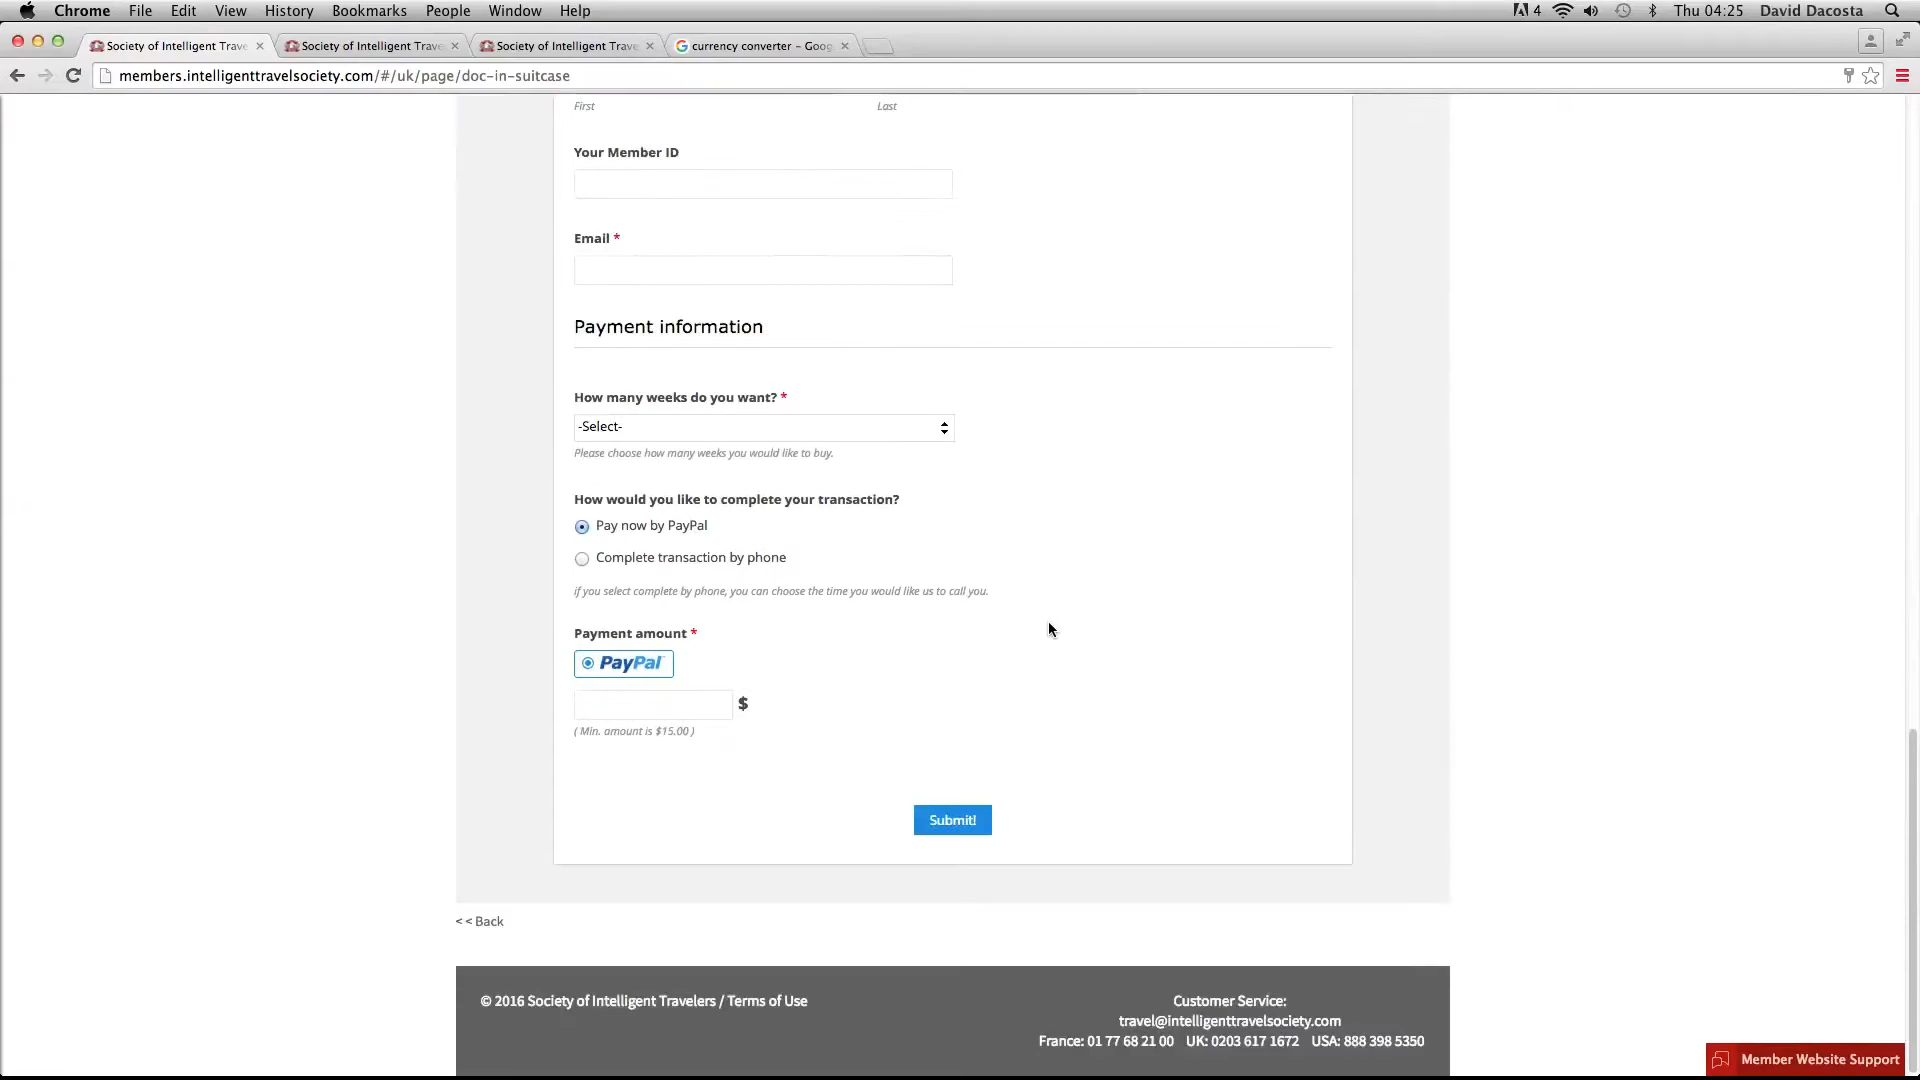 Chrome File Edit View History Bookmarks People Window Help 4 Thu 04:25 David Dacosta
Society of Intelligent Trave Society of Intelligent Trave Society of Intelligent Trave currency converter – Goog
members.intelligenttravelsociety.com/#/uk/page/doc-in-suitcase
First Last
Your Member ID
Email *
Payment information
How many weeks do you want? *
-Select-
Please choose how many weeks you would like to buy.
How would you like to complete your transaction?
Pay now by PayPal
Complete transaction by phone
if you select complete by phone, you can choose the time you would like us to call you.
Payment amount *
PayPal
$
( Min. amount is $15.00 )
Submit!
< < Back
© 2016 Society of Intelligent Travelers / Terms of Use
Customer Service:
travel@intelligenttravelsociety.com
France: 01 77 68 21 00 UK: 0203 617 1672 USA: 888 398 5350
Member Website Support